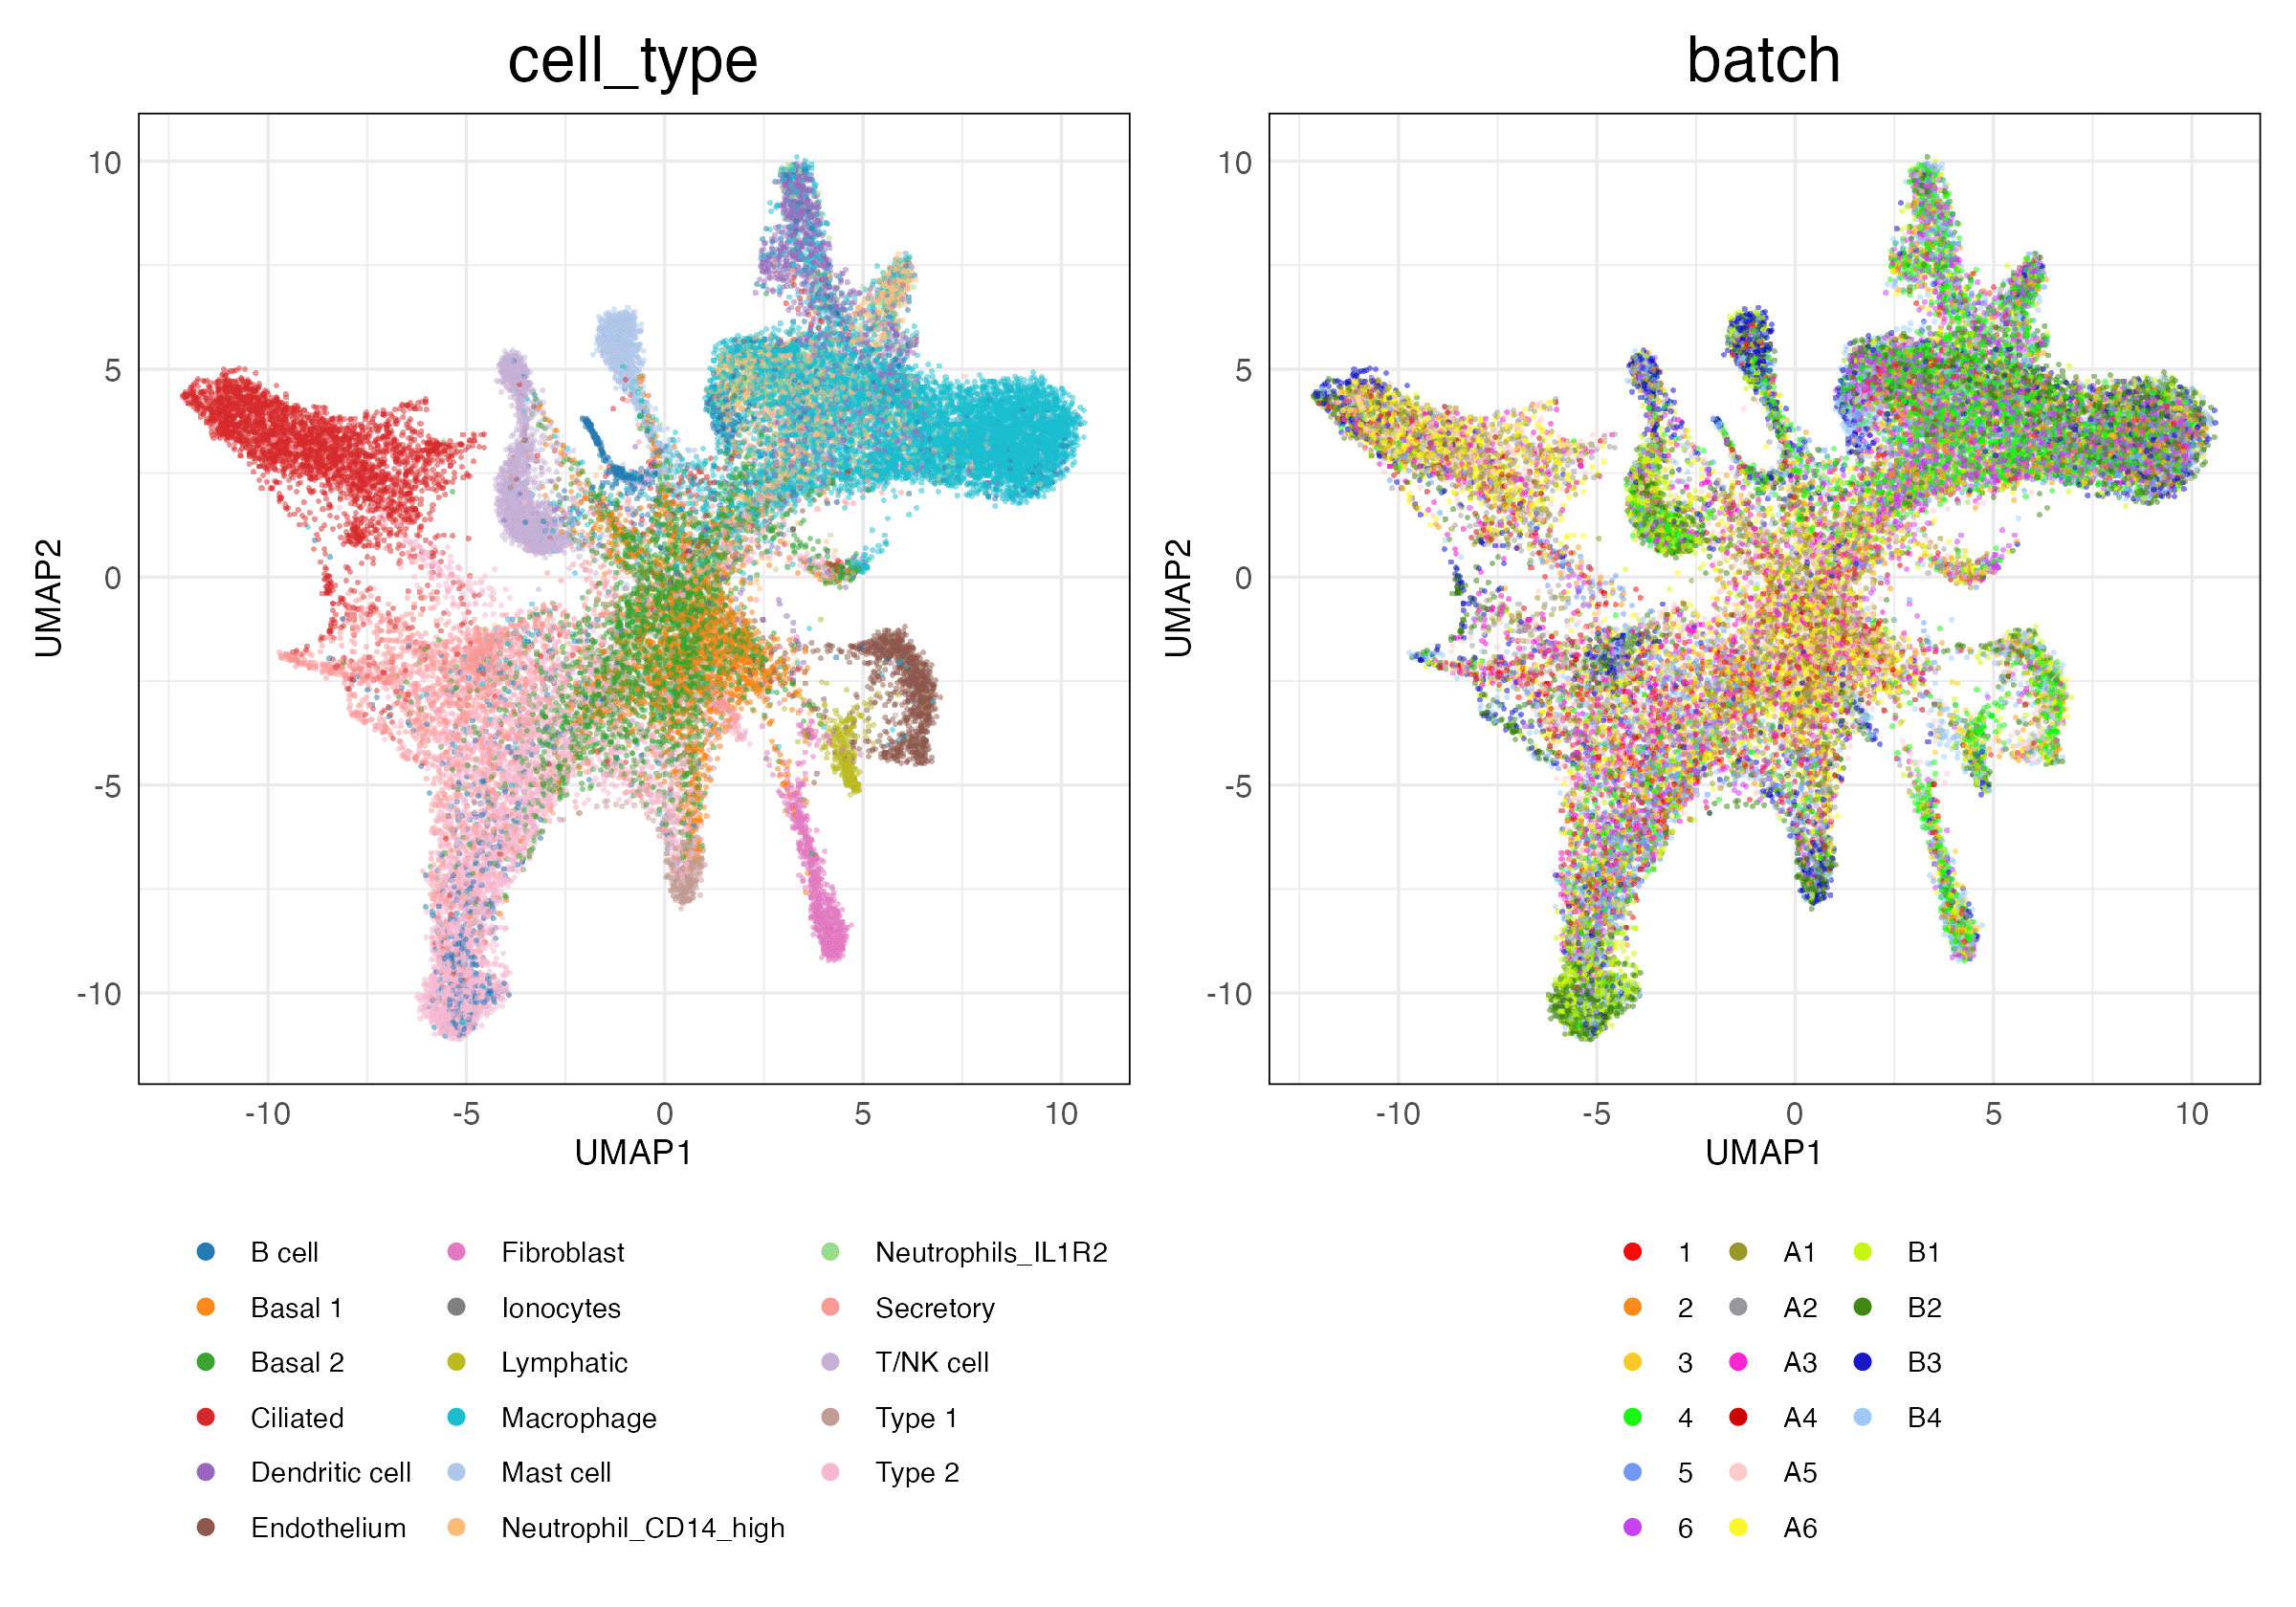 cell_type
batch
10
5
0
-5
-10
UMAP2
-10 -5 0 5 10
UMAP1
10
5
0
-5
-10
UMAP2
-10 -5 0 5 10
UMAP1
B cell Fibroblast Neutrophils_IL1R2
Basal 1 Ionocytes Secretory
Basal 2 Lymphatic T/NK cell
Ciliated Macrophage Type 1
Dendritic cell Mast cell Type 2
Endothelium Neutrophil_CD14_high
1 A1 B1
2 A2 B2
3 A3 B3
4 A4 B4
5 A5
6 A6